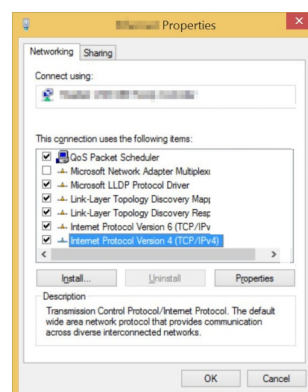 Properties
Networking Sharing
Connect using:
This connection uses the following items:
QoS Packet Scheduler
Microsoft Network Adapter Multiplexo
Microsoft LLDP Protocol Driver
Link-Layer Topology Discovery Mapp
Link-Layer Topology Discovery Resp
Internet Protocol Version 6 (TCP/IPv
Internet Protocol Version 4 (TCP/IPv4)
Install... Uninstall Properties
Description
Transmission Control Protocol/Internet Protocol. The default
wide area network protocol that provides communication
across diverse interconnected networks.
OK Cancel